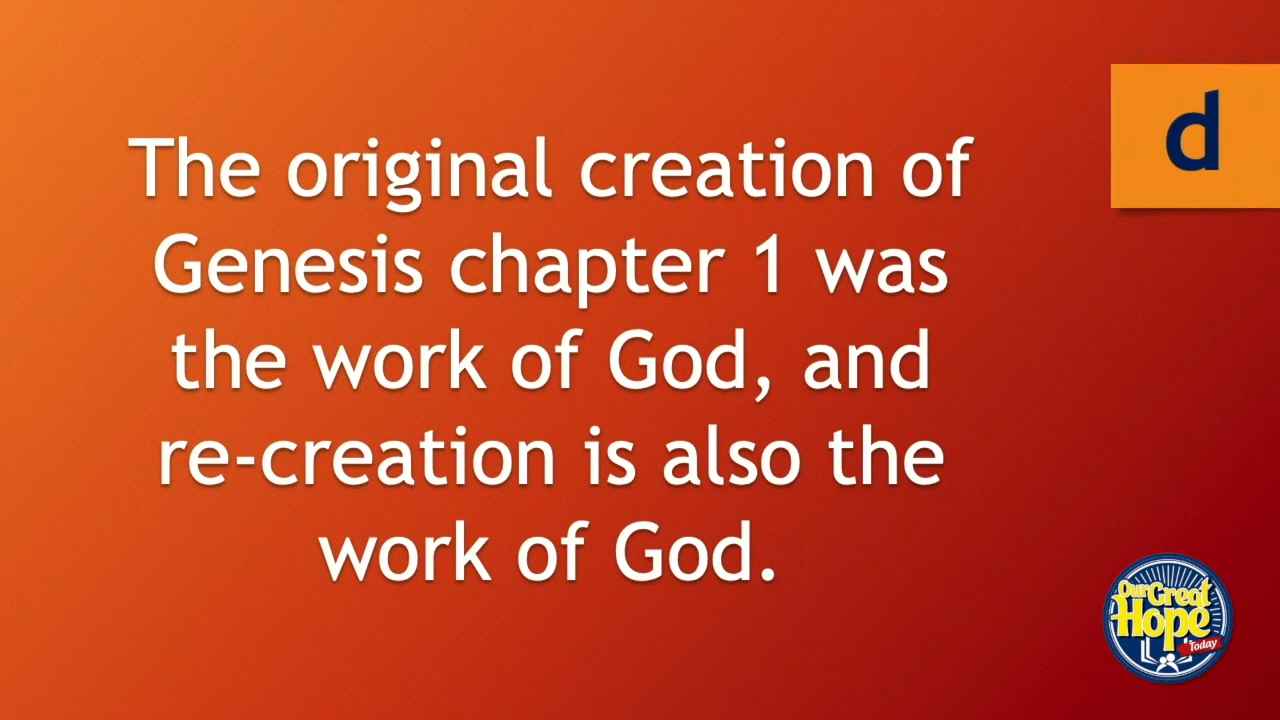 The original creation of
Genesis chapter 1 was
the work of God, and
re-creation is also the
work of God.
d
Our Great
Hope
Today